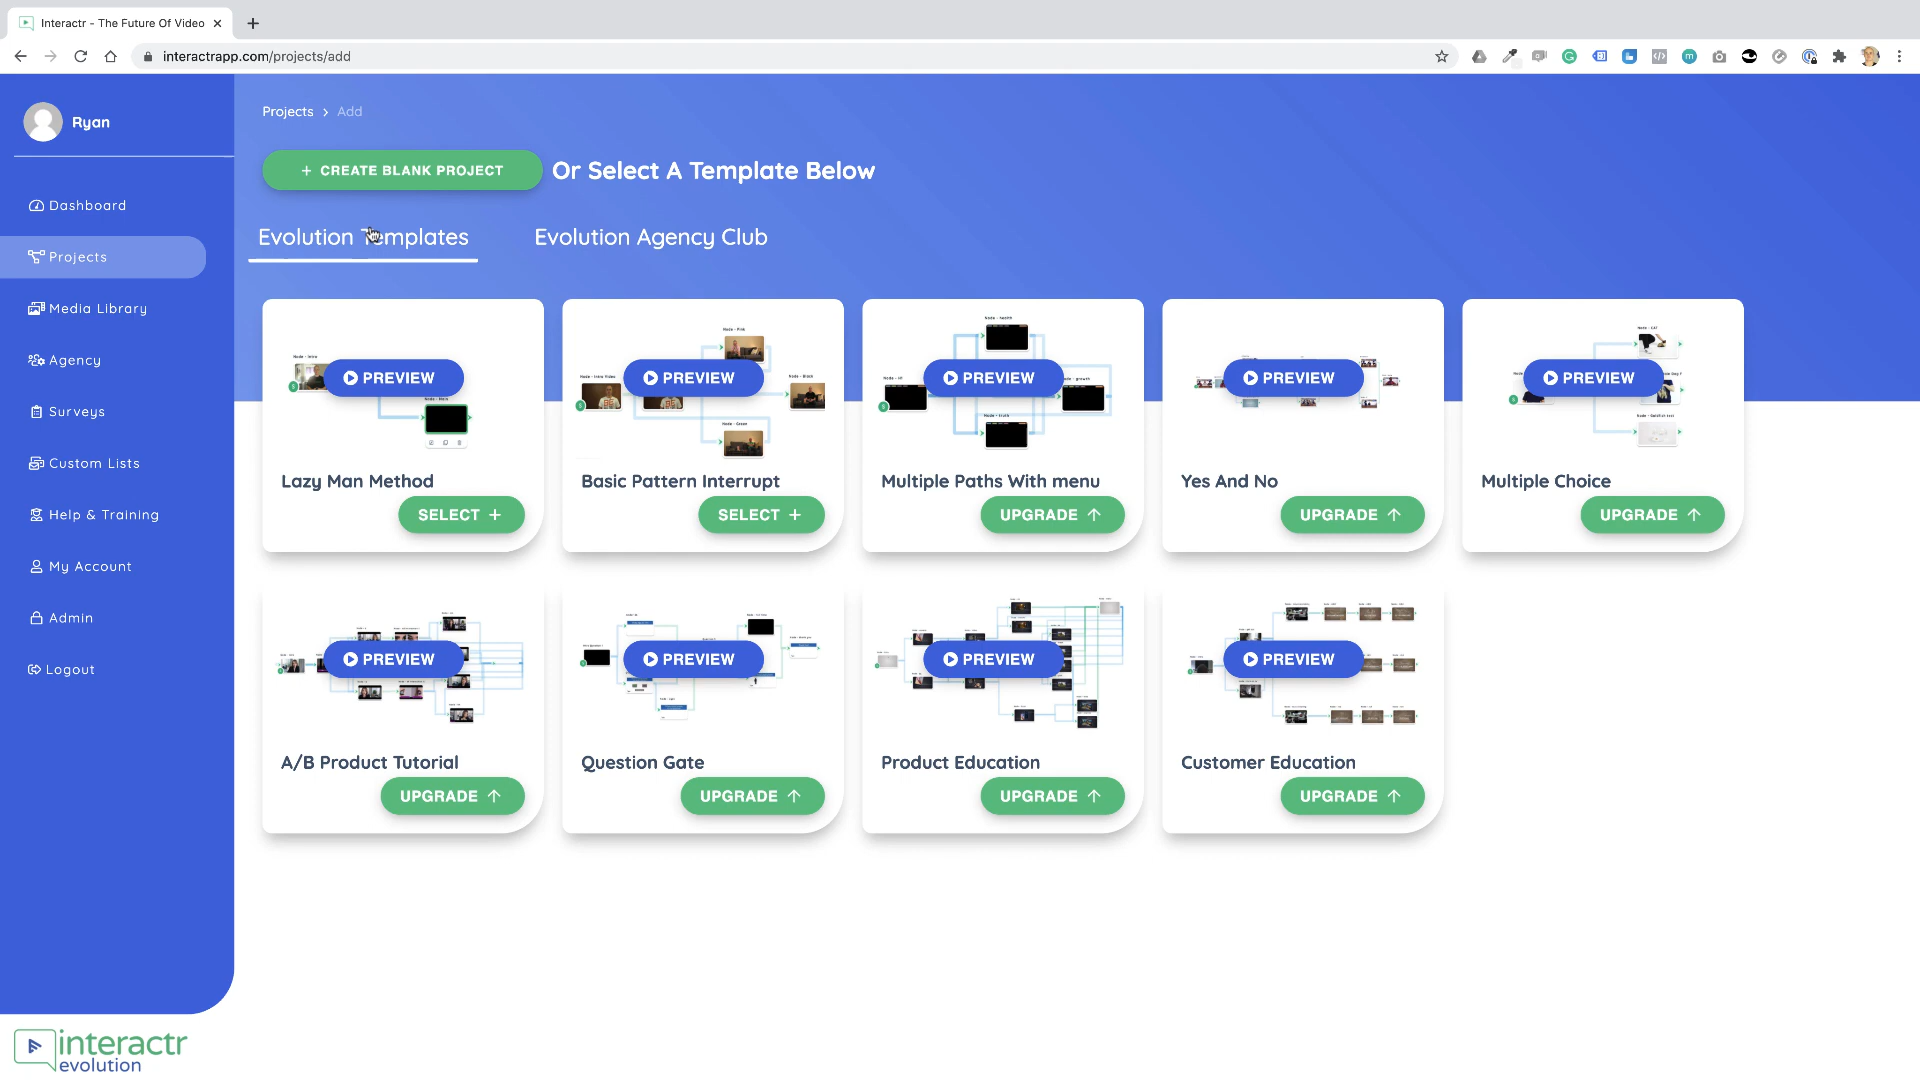 Interactr - The Future Of Video
interactrapp.com/projects/add
Ryan
Projects > Add
+ CREATE BLANK PROJECT
Or Select A Template Below
Evolution Templates
Evolution Agency Club
Dashboard
Projects
Media Library
Agency
Surveys
Custom Lists
Help & Training
My Account
Admin
Logout
PREVIEW
PREVIEW
PREVIEW
PREVIEW
PREVIEW
Lazy Man Method
Basic Pattern Interrupt
Multiple Paths With menu
Yes And No
Multiple Choice
SELECT +
SELECT +
UPGRADE
UPGRADE
UPGRADE
PREVIEW
PREVIEW
PREVIEW
PREVIEW
A/B Product Tutorial
Question Gate
Product Education
Customer Education
UPGRADE
UPGRADE
UPGRADE
UPGRADE
interactr
evolution